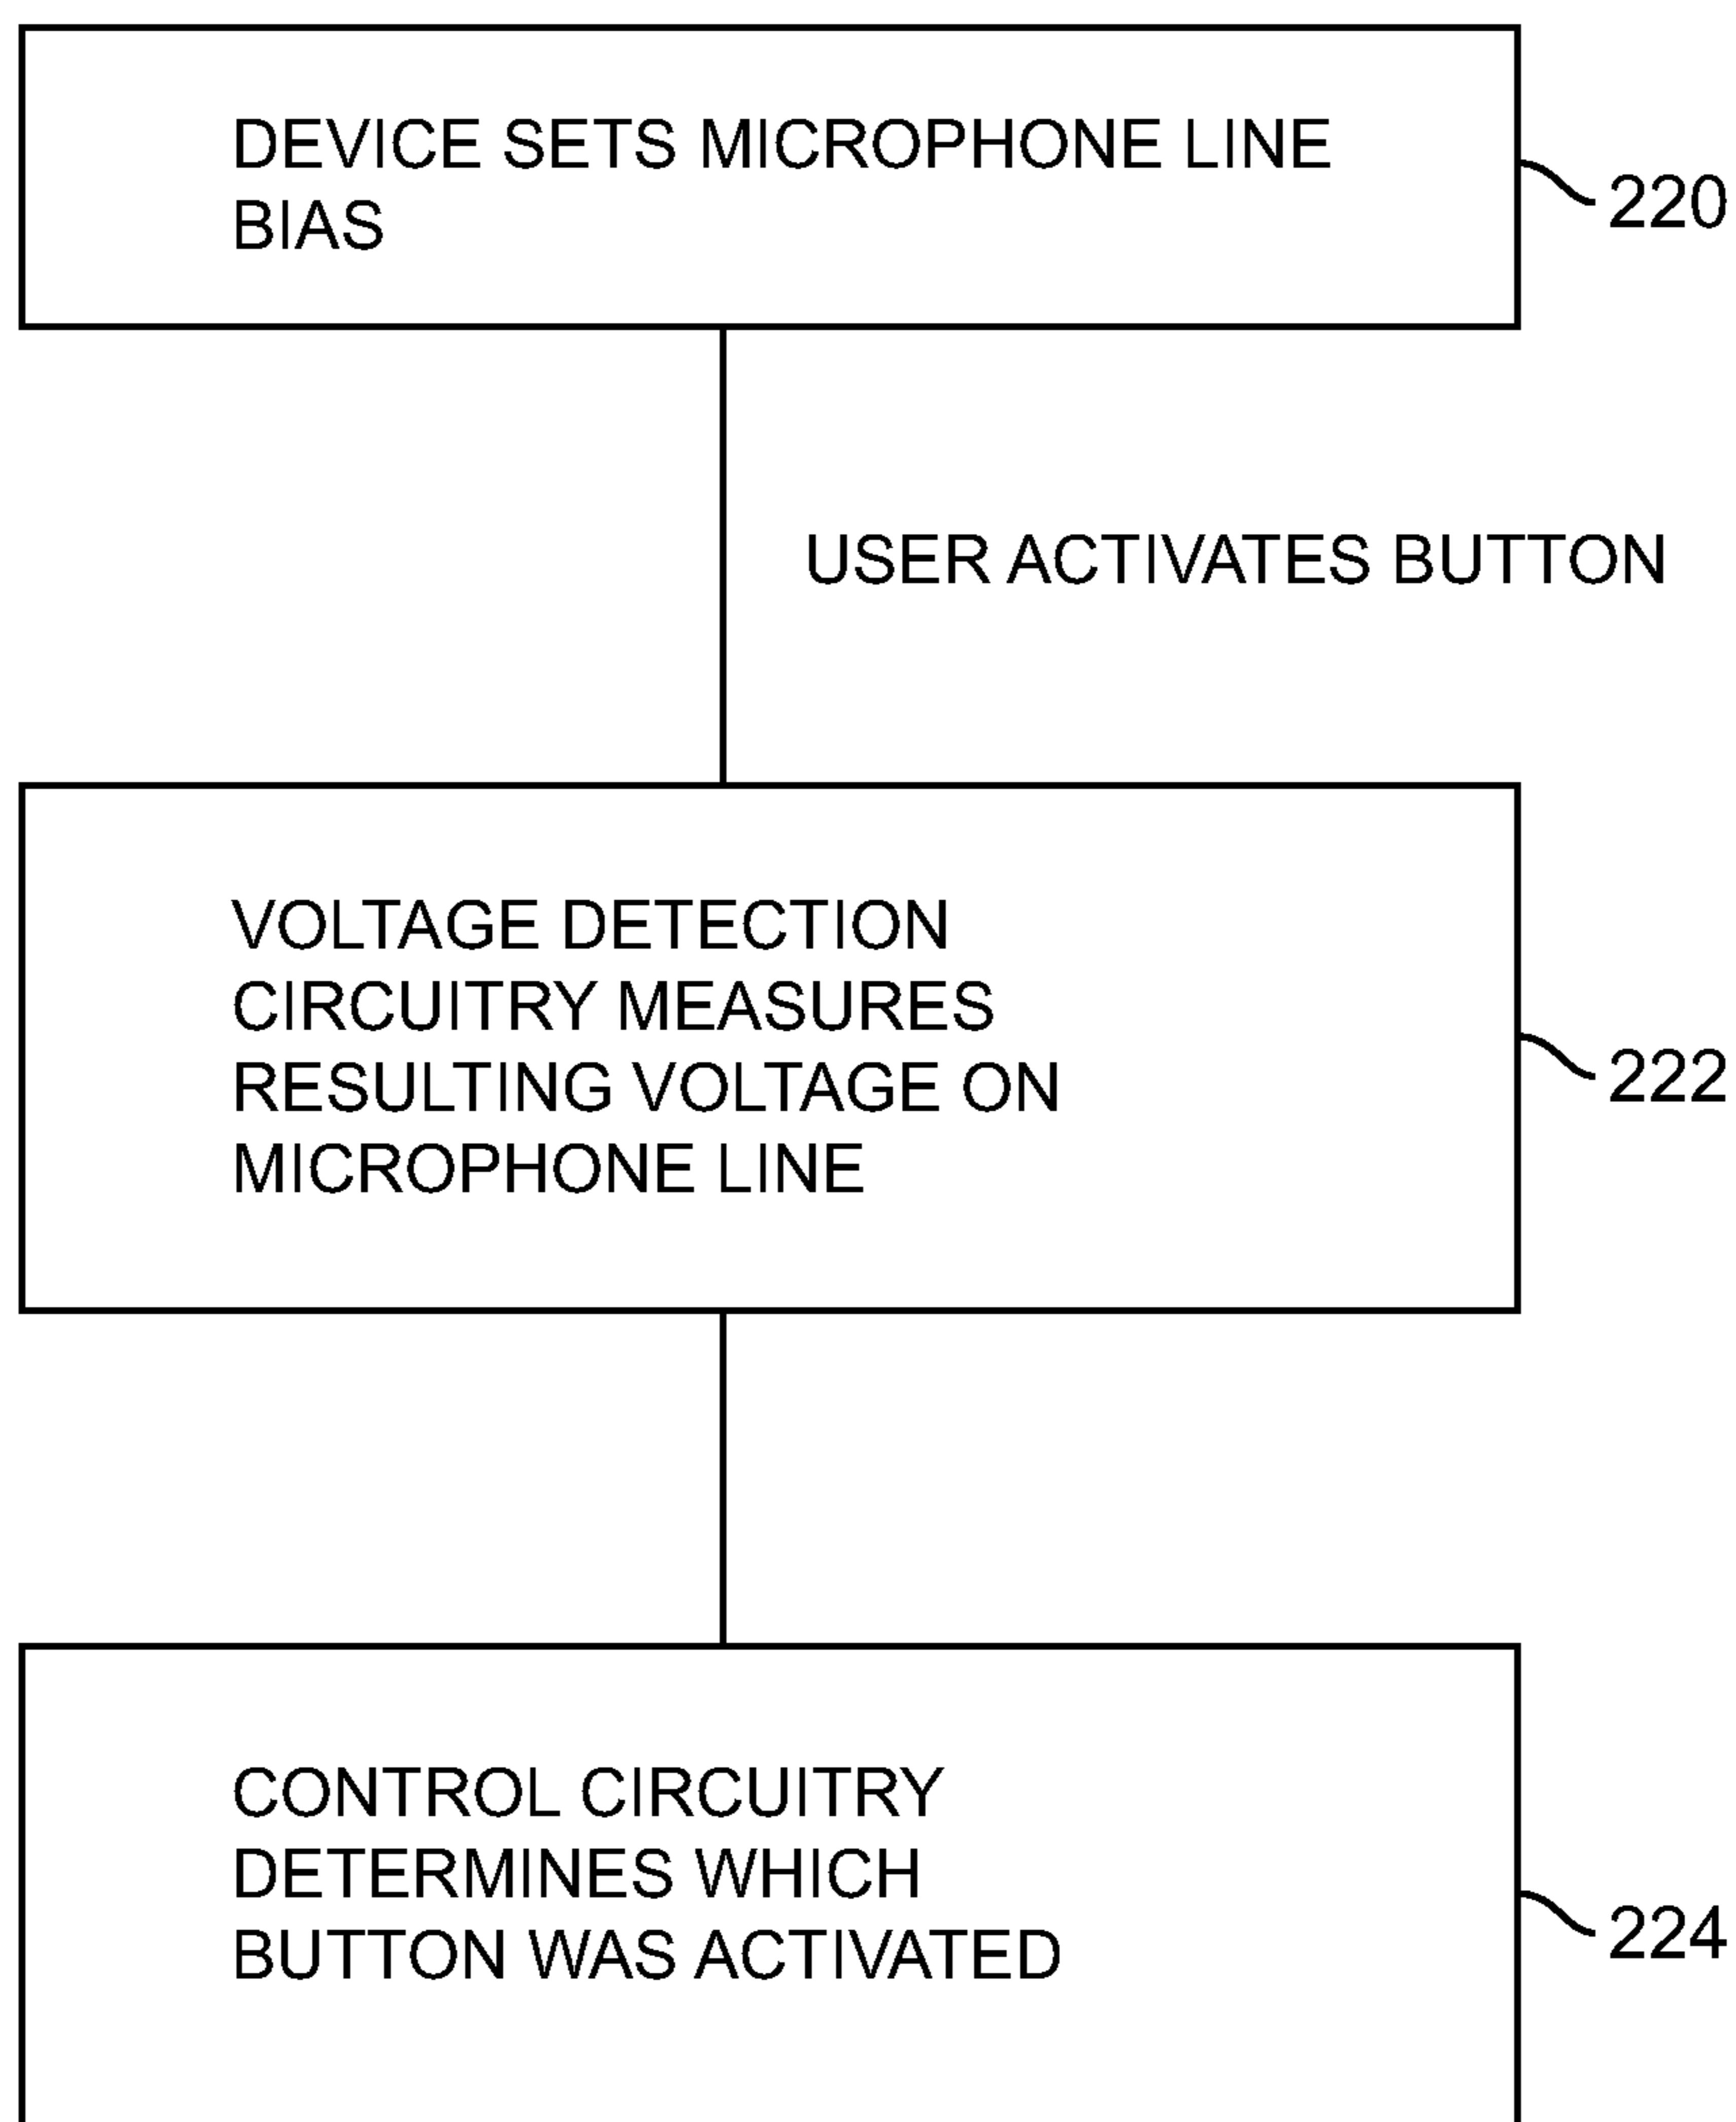 DEVICE SETS MICROPHONE LINE
BIAS
220
USER ACTIVATES BUTTON
VOLTAGE DETECTION
CIRCUITRY MEASURES
RESULTING VOLTAGE ON
MICROPHONE LINE
222
CONTROL CIRCUITRY
DETERMINES WHICH
BUTTON WAS ACTIVATED
224